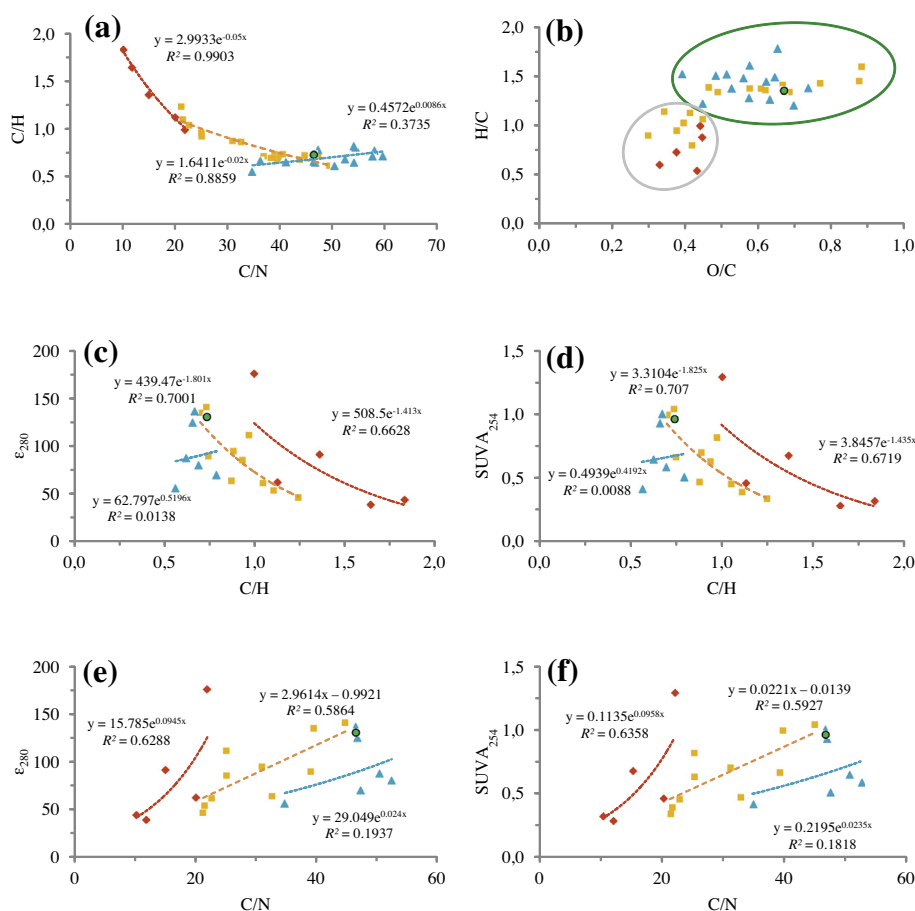 (a)
y = 2.9933e^-0.05x
R² = 0.9903
y = 0.4572e^0.0086x
R² = 0.3735
y = 1.6411e^-0.02x
R² = 0.8859
C/H
2,0
1,5
1,0
0,5
0,0
0 10 20 30 40 50 60 70
C/N
(b)
H/C
2,0
1,5
1,0
0,5
0,0
0,0 0,2 0,4 0,6 0,8 1,0
O/C
(c)
y = 439.47e^-1.801x
R² = 0.7001
y = 508.5e^-1.413x
R² = 0.6628
y = 62.797e^0.5196x
R² = 0.0138
ε280
200
150
100
50
0
0,0 0,5 1,0 1,5 2,0
C/H
(d)
y = 3.3104e^-1.825x
R² = 0.707
y = 3.8457e^-1.435x
R² = 0.6719
y = 0.4939e^0.4192x
R² = 0.0088
SUVA254
1,5
1,0
0,5
0,0
0,0 0,5 1,0 1,5 2,0
C/H
(e)
y = 15.785e^0.0945x
R² = 0.6288
y = 2.9614x – 0.9921
R² = 0.5864
y = 29.049e^0.024x
R² = 0.1937
ε280
200
150
100
50
0
0 20 40 60
C/N
(f)
y = 0.1135e^0.0958x
R² = 0.6358
y = 0.0221x – 0.0139
R² = 0.5927
y = 0.2195e^0.0235x
R² = 0.1818
SUVA254
1,5
1,0
0,5
0,0
0 20 40 60
C/N